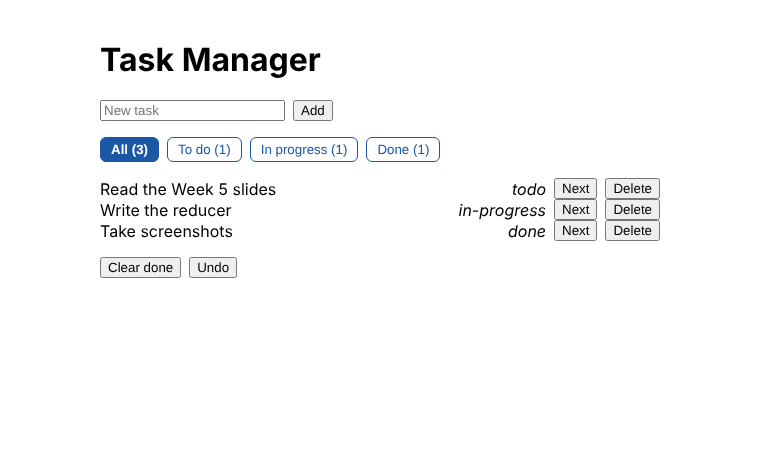 Task Manager
New task Add
All (3) To do (1) In progress (1) Done (1)
Read the Week 5 slides todo Next Delete
Write the reducer in-progress Next Delete
Take screenshots done Next Delete
Clear done Undo